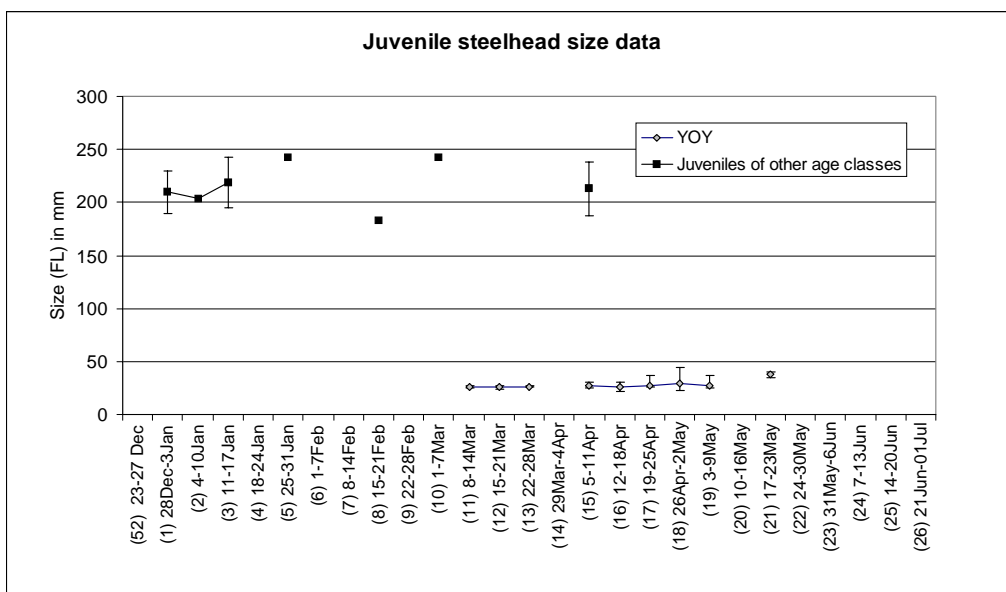 Juvenile steelhead size data
300
250
200
150
100
50
0
Size (FL) in mm
YOY
Juveniles of other age classes
(52)  23-27 Dec
(1) 28Dec-3Jan
(2) 4-10Jan
(3) 11-17Jan
(4) 18-24Jan
(5) 25-31Jan
(6) 1-7Feb
(7) 8-14Feb
(8) 15-21Feb
(9) 22-28Feb
(10) 1-7Mar
(11) 8-14Mar
(12) 15-21Mar
(13) 22-28Mar
(14) 29Mar-4Apr
(15) 5-11Apr
(16) 12-18Apr
(17) 19-25Apr
(18) 26Apr-2May
(19) 3-9May
(20) 10-16May
(21) 17-23May
(22) 24-30May
(23) 31May-6Jun
(24) 7-13Jun
(25) 14-20Jun
(26) 21Jun-01Jul